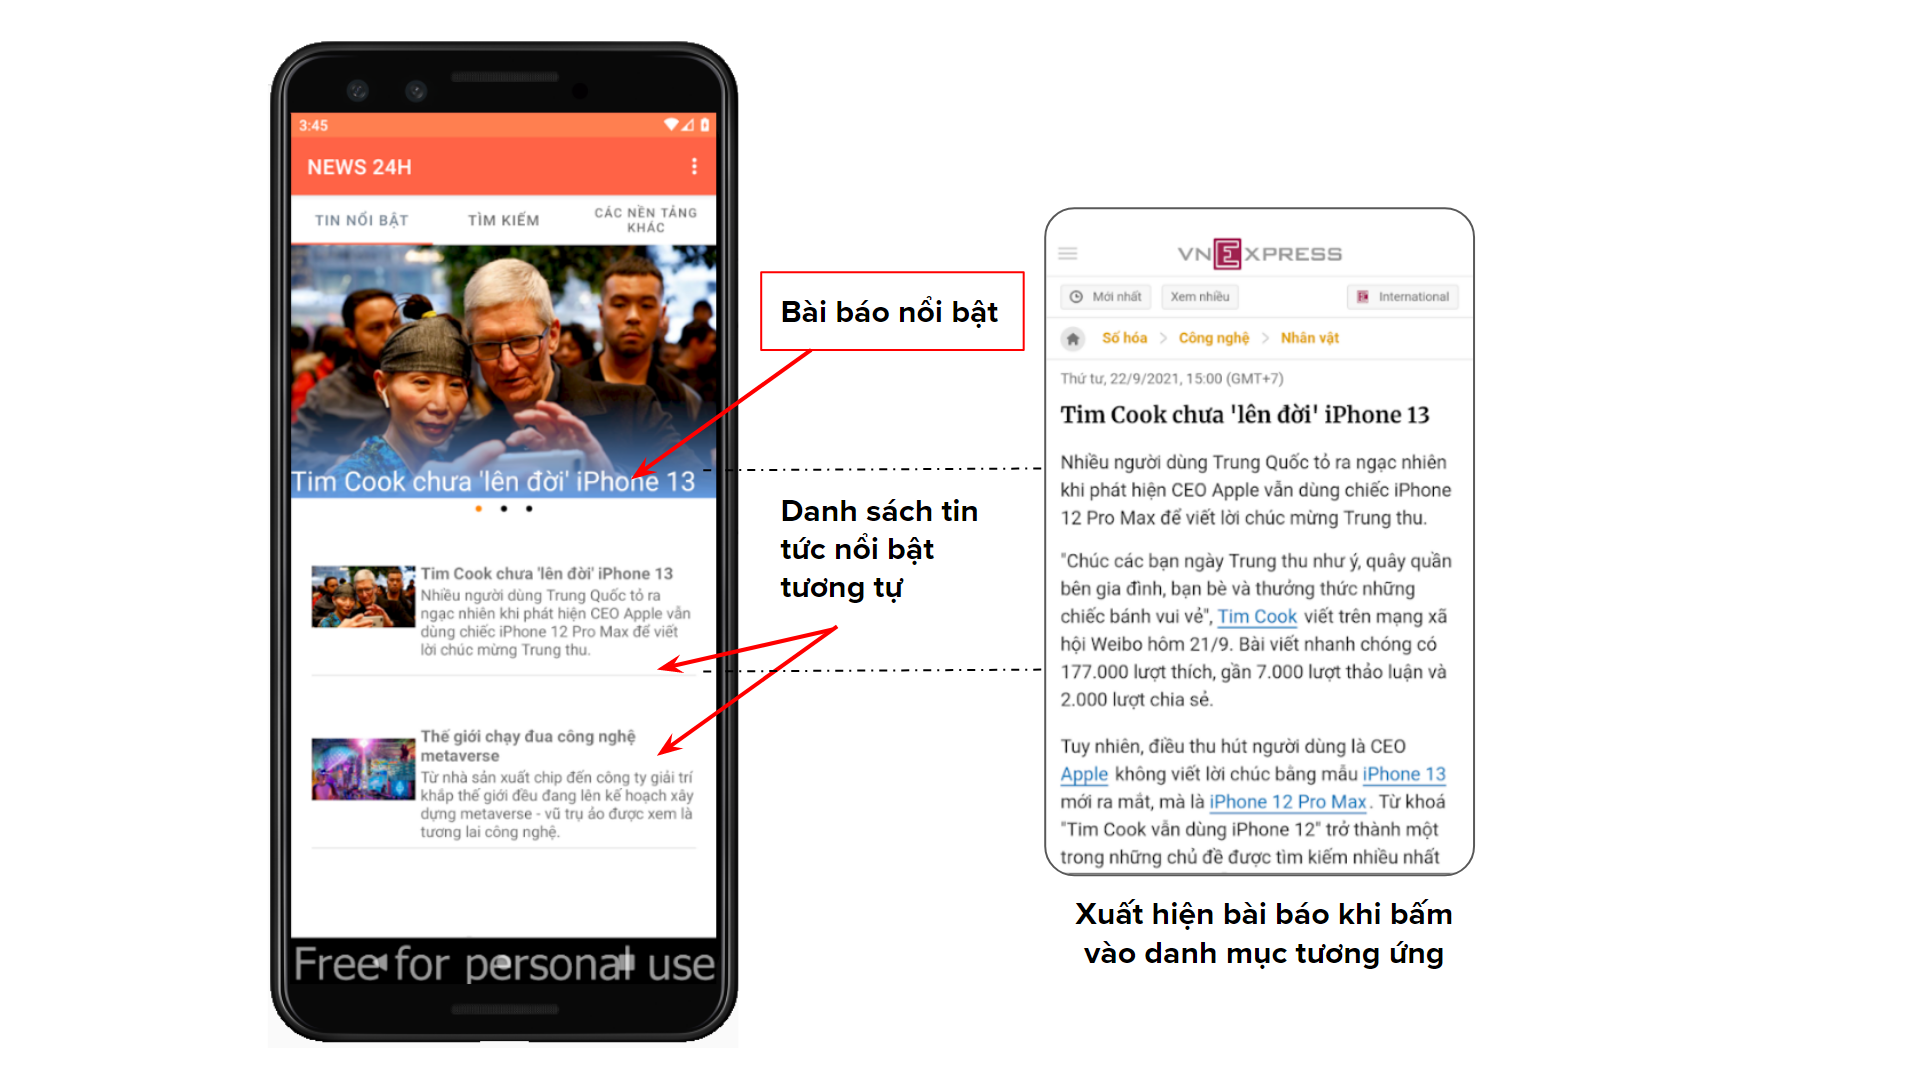 3:45
NEWS 24H
TIN NỔI BẬT
TÌM KIẾM
CÁC NỀN TẢNG
KHÁC
Tim Cook chưa 'lên đời' iPhone 13
Tim Cook chưa 'lên đời' iPhone 13
Nhiều người dùng Trung Quốc tỏ ra
ngạc nhiên khi phát hiện CEO Apple vẫn
dùng chiếc iPhone 12 Pro Max để viết
lời chúc mừng Trung thu.
Thế giới chạy đua công nghệ
metaverse
Từ nhà sản xuất chip đến công ty giải trí
khắp thế giới đều đang lên kế hoạch xây
dựng metaverse - vũ trụ ảo được xem là
tương lai công nghệ.
Free for personal use
Bài báo nổi bật
Danh sách tin
tức nổi bật
tương tự
VNEXPRESS
Mới nhất
Xem nhiều
International
Số hóa
Công nghệ
Nhân vật
Thứ tư, 22/9/2021, 15:00 (GMT+7)
Tim Cook chưa 'lên đời' iPhone 13
Nhiều người dùng Trung Quốc tỏ ra ngạc nhiên
khi phát hiện CEO Apple vẫn dùng chiếc iPhone
12 Pro Max để viết lời chúc mừng Trung thu.
"Chúc các bạn ngày Trung thu như ý, quây quần
bên gia đình, bạn bè và thưởng thức những
chiếc bánh vui vẻ", Tim Cook viết trên mạng xã
hội Weibo hôm 21/9. Bài viết nhanh chóng có
177.000 lượt thích, gần 7.000 lượt thảo luận và
2.000 lượt chia sẻ.
Tuy nhiên, điều thu hút người dùng là CEO
Apple không viết lời chúc bằng mẫu iPhone 13
mới ra mắt, mà là iPhone 12 Pro Max. Từ khoá
"Tim Cook vẫn dùng iPhone 12" trở thành một
trong những chủ đề được tìm kiếm nhiều nhất
Xuất hiện bài báo khi bấm
vào danh mục tương ứng